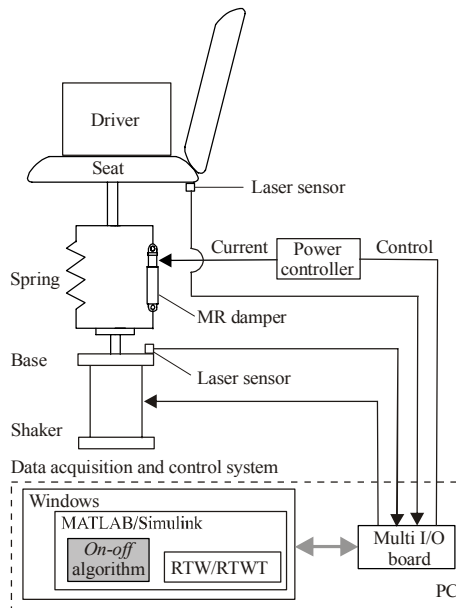 Driver
Seat
Laser sensor
Current
Power
controller
Control
Spring
MR damper
Base
Laser sensor
Shaker
Data acquisition and control system
Windows
MATLAB/Simulink
On-off
algorithm
RTW/RTWT
Multi I/O
board
PC